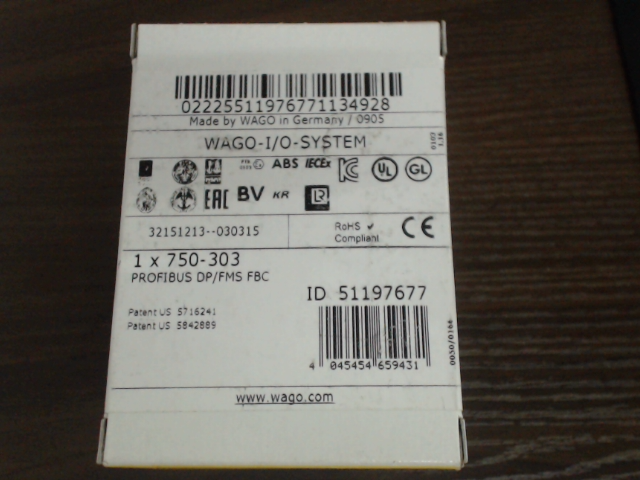 02225511976771134928
Made by WAGO in Germany / 0905
WAGO-I/O-SYSTEM
ABS IECEx UL GL
EAC BV KR LR
32151213--030315
RoHS ✓
Compliant
CE
1 x 750-303
PROFIBUS DP/FMS FBC
ID 51197677
Patent US 5716241
Patent US 5842889
4 045454 659431
www.wago.com